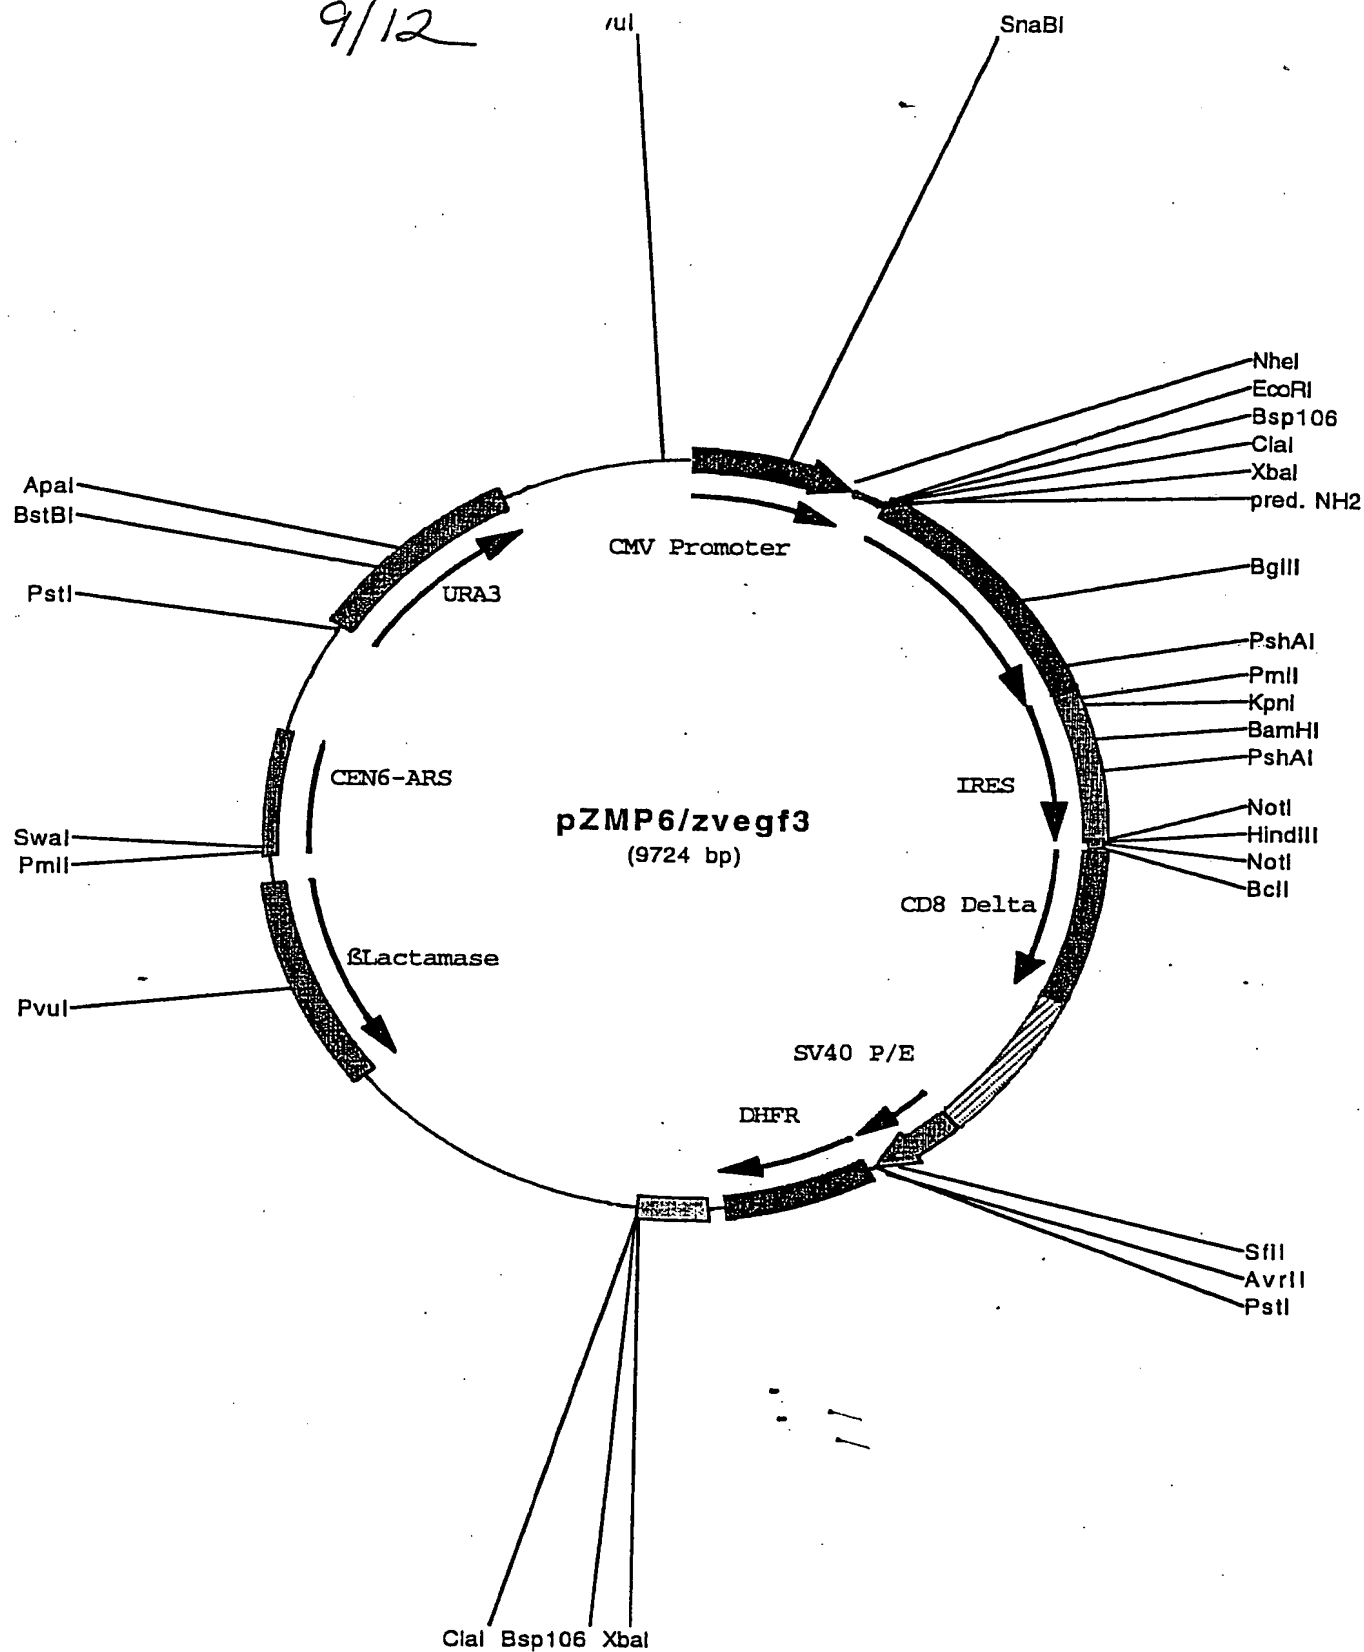 9/12
SnaBI
NheI
EcoRI
Bsp106
ClaI
XbaI
pred. NH2
BglII
PshAI
PmlI
KpnI
BamHI
PshAI
NotI
HindIII
NotI
BclI
ApaI
BstBI
PstI
SwaI
PmlI
PvuI
CMV Promoter
URA3
CEN6-ARS
IRES
pZMP6/zvegf3
(9724 bp)
CD8 Delta
ßLactamase
SV40 P/E
DHFR
SfiI
AvrII
PstI
ClaI Bsp106 XbaI